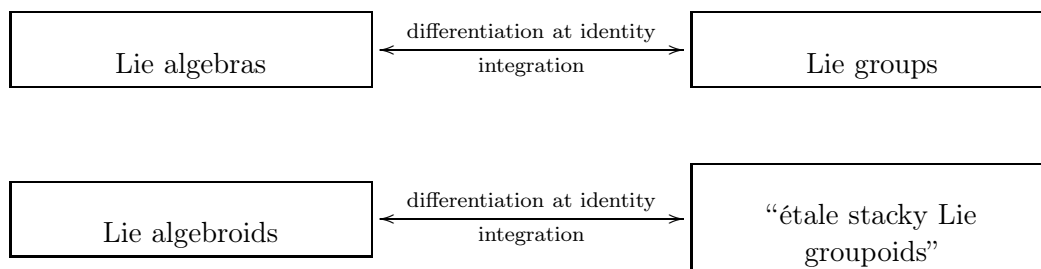 differentiation at identity
Lie algebras
integration
Lie groups
differentiation at identity
Lie algebroids
integration
“étale stacky Lie
groupoids”